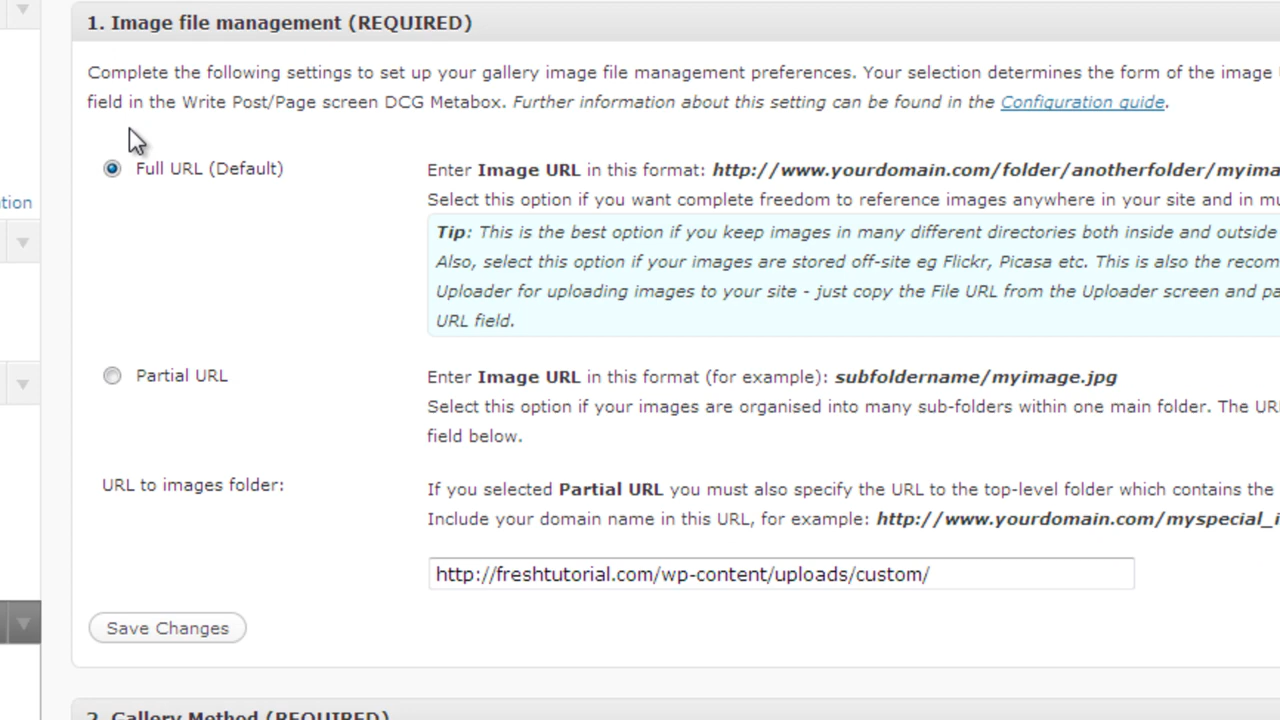 1. Image file management (REQUIRED)
Complete the following settings to set up your gallery image file management preferences. Your selection determines the form of the image
field in the Write Post/Page screen DCG Metabox. Further information about this setting can be found in the Configuration guide.
Full URL (Default)
Enter Image URL in this format: http://www.yourdomain.com/folder/anotherfolder/myima
Select this option if you want complete freedom to reference images anywhere in your site and in mu
Tip: This is the best option if you keep images in many different directories both inside and outside
Also, select this option if your images are stored off-site eg Flickr, Picasa etc. This is also the recom
Uploader for uploading images to your site - just copy the File URL from the Uploader screen and pa
URL field.
tion
Partial URL
Enter Image URL in this format (for example): subfoldername/myimage.jpg
Select this option if your images are organised into many sub-folders within one main folder. The URL
field below.
URL to images folder:
If you selected Partial URL you must also specify the URL to the top-level folder which contains the
Include your domain name in this URL, for example: http://www.yourdomain.com/myspecial_i
http://freshtutorial.com/wp-content/uploads/custom/
Save Changes
2. Gallery Method (REQUIRED)